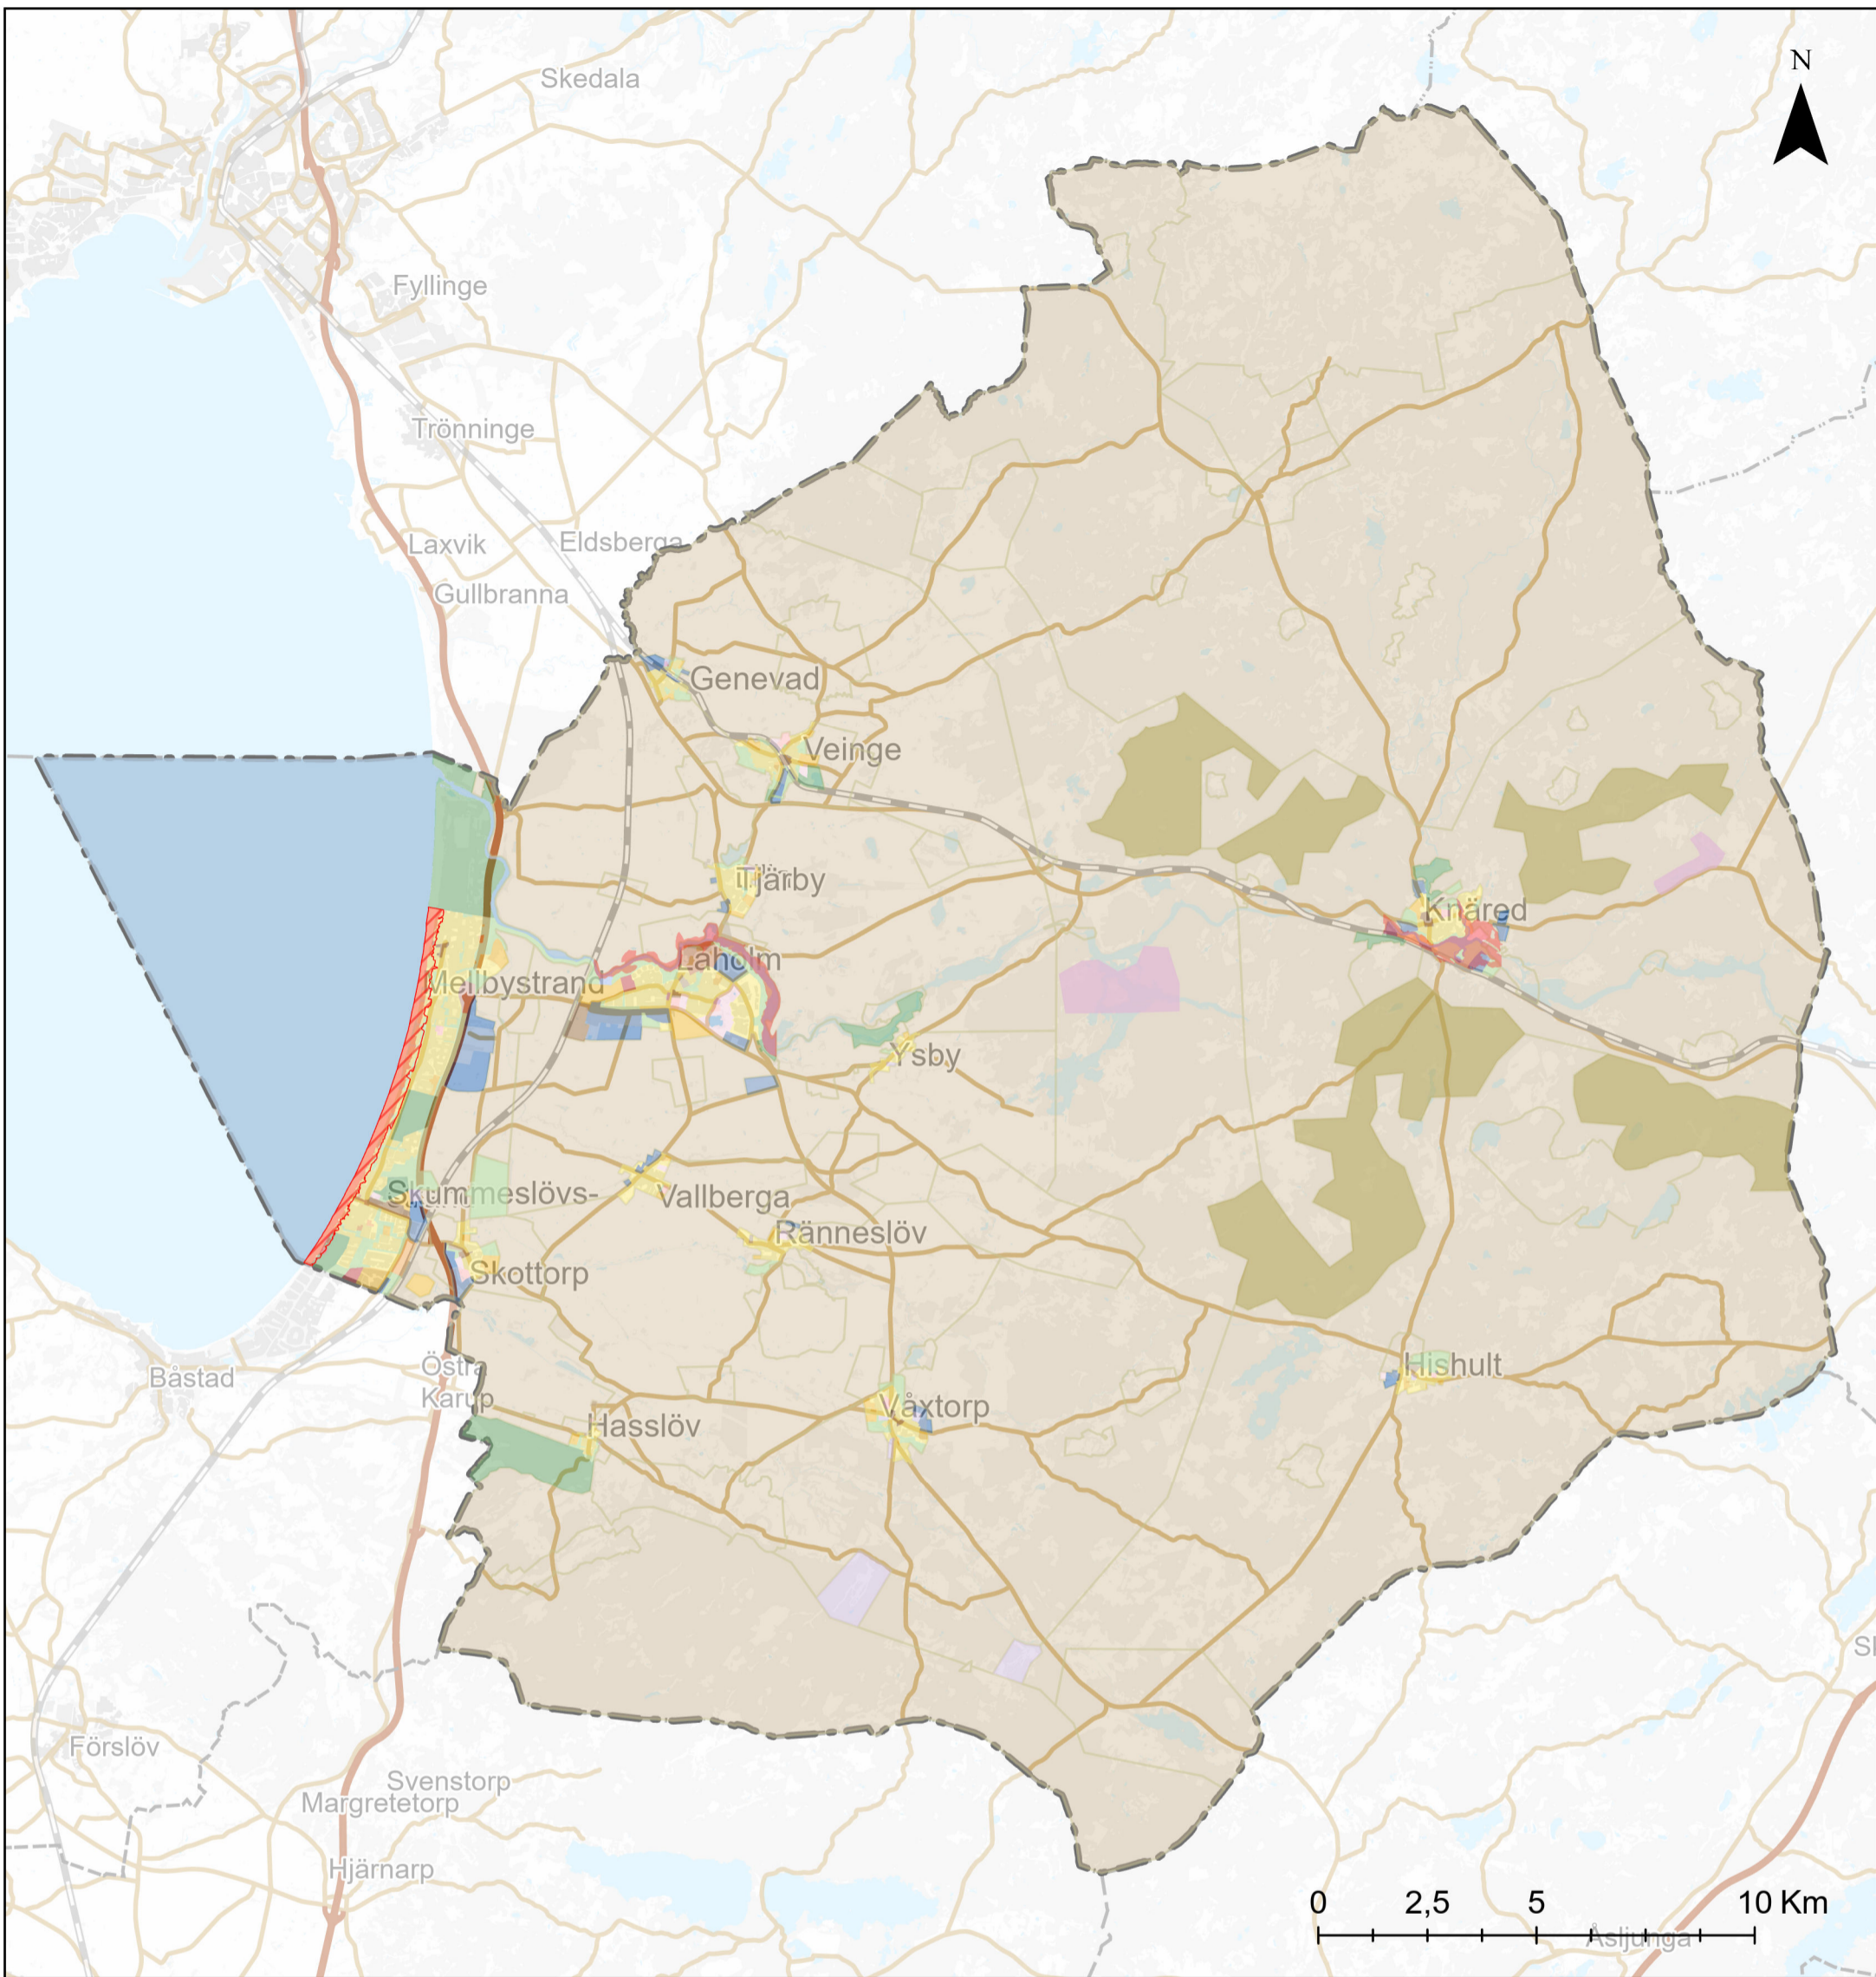 N
Skedala
Fyllinge
Trönninge
Laxvik
Eldsberga
Gullbranna
Genevad
Veinge
Tjärby
Knäred
Laholm
Mellbystrand
Ysby
Skummeslövs-
Vallberga
Ränneslöv
Skottorp
Östra
Karup
Båstad
Hishult
Våxtorp
Hasslöv
Förslöv
Svenstorp
Margretetorp
Hjärnarp
0 2,5 5 10 Km
Åsljunga